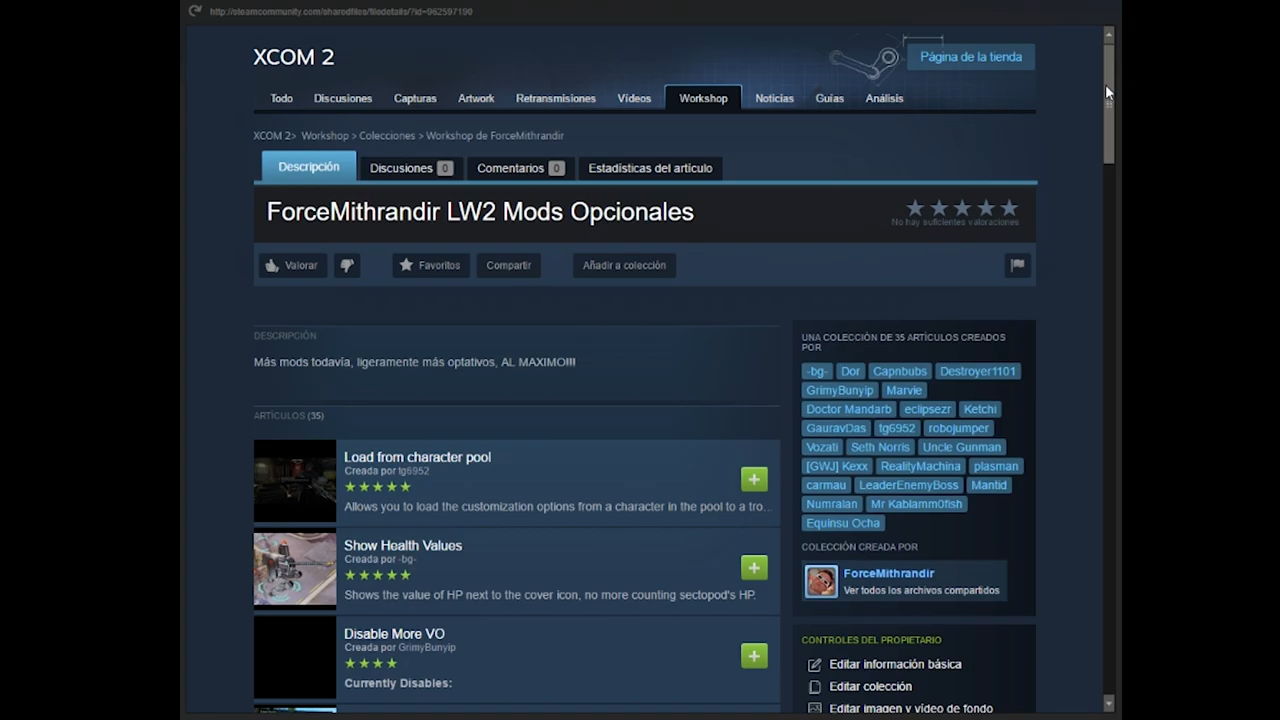 http://steamcommunity.com/sharedfiles/filedetails/?id=962597190
XCOM 2
Página de la tienda
Todo Discusiones Capturas Artwork Retransmisiones Vídeos Workshop Noticias Guías Análisis
XCOM 2> Workshop > Colecciones > Workshop de ForceMithrandir
Descripción Discusiones 0 Comentarios 0 Estadísticas del artículo
ForceMithrandir LW2 Mods Opcionales
No hay suficientes valoraciones
Valorar Favoritos Compartir Añadir a colección
DESCRIPCIÓN
Más mods todavía, ligeramente más optativos, AL MAXIMO!!!
ARTÍCULOS (35)
Load from character pool
Creada por tg6952
Allows you to load the customization options from a character in the pool to a tro...
Show Health Values
Creada por -bg-
Shows the value of HP next to the cover icon, no more counting sectopod's HP.
Disable More VO
Creada por GrimyBunyip
Currently Disables:
UNA COLECCIÓN DE 35 ARTÍCULOS CREADOS
POR
-bg- Dor Capnbubs Destroyer1101
GrimyBunyip Marvie
Doctor Mandarb eclipsezr Ketchi
GauravDas tg6952 robojumper
Vozati Seth Norris Uncle Gunman
[GWJ] Kexx RealityMachina plasman
carmau LeaderEnemyBoss Mantid
Numralan Mr Kablamm0fish
Equinsu Ocha
COLECCIÓN CREADA POR
ForceMithrandir
Ver todos los archivos compartidos
CONTROLES DEL PROPIETARIO
Editar información básica
Editar colección
Editar imagen y vídeo de fondo